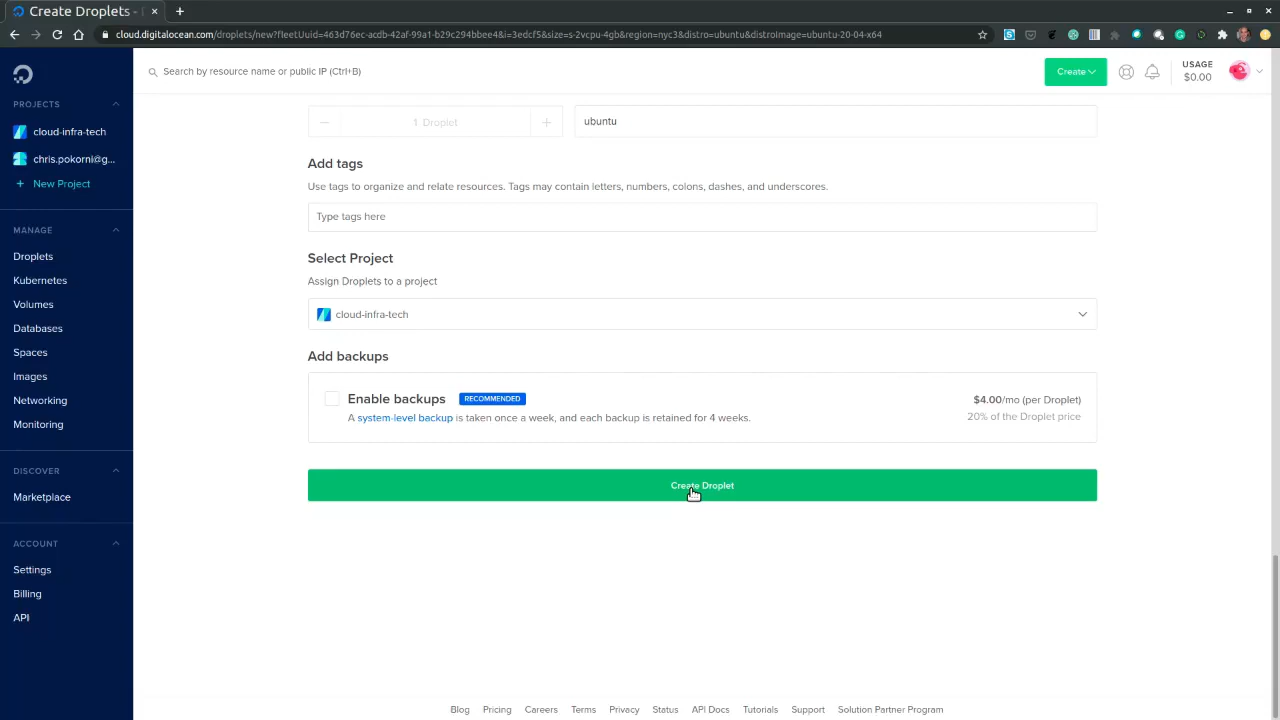 Create Droplets -
cloud.digitalocean.com/droplets/new?fleetUuid=463d76ec-acdb-42af-99a1-b29c294bbee4&i=3edcf5&size=s-2vcpu-4gb&region=nyc3&distro=ubuntu&distroImage=ubuntu-20-04-x64
Search by resource name or public IP (Ctrl+B)
Create
USAGE
$0.00
PROJECTS
cloud-infra-tech
chris.pokorni@g...
+ New Project
MANAGE
Droplets
Kubernetes
Volumes
Databases
Spaces
Images
Networking
Monitoring
DISCOVER
Marketplace
ACCOUNT
Settings
Billing
API
1 Droplet
ubuntu
Add tags
Use tags to organize and relate resources. Tags may contain letters, numbers, colons, dashes, and underscores.
Type tags here
Select Project
Assign Droplets to a project
cloud-infra-tech
Add backups
Enable backups RECOMMENDED
A system-level backup is taken once a week, and each backup is retained for 4 weeks.
$4.00/mo (per Droplet)
20% of the Droplet price
Create Droplet
Blog Pricing Careers Terms Privacy Status API Docs Tutorials Support Solution Partner Program